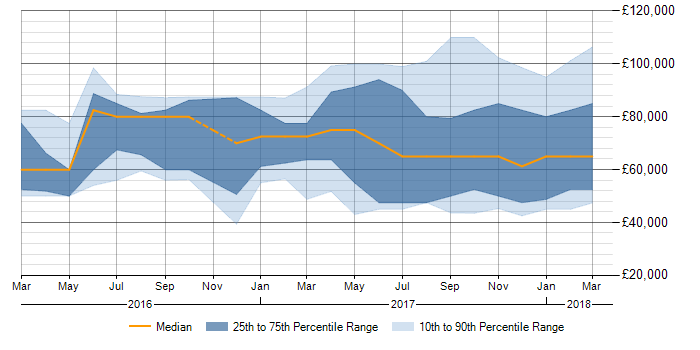 £120,000
£100,000
£80,000
£60,000
£40,000
£20,000
Mar May Jul Sep Nov Jan Mar May Jul Sep Nov Jan Mar
2016 2017 2018
Median 25th to 75th Percentile Range 10th to 90th Percentile Range